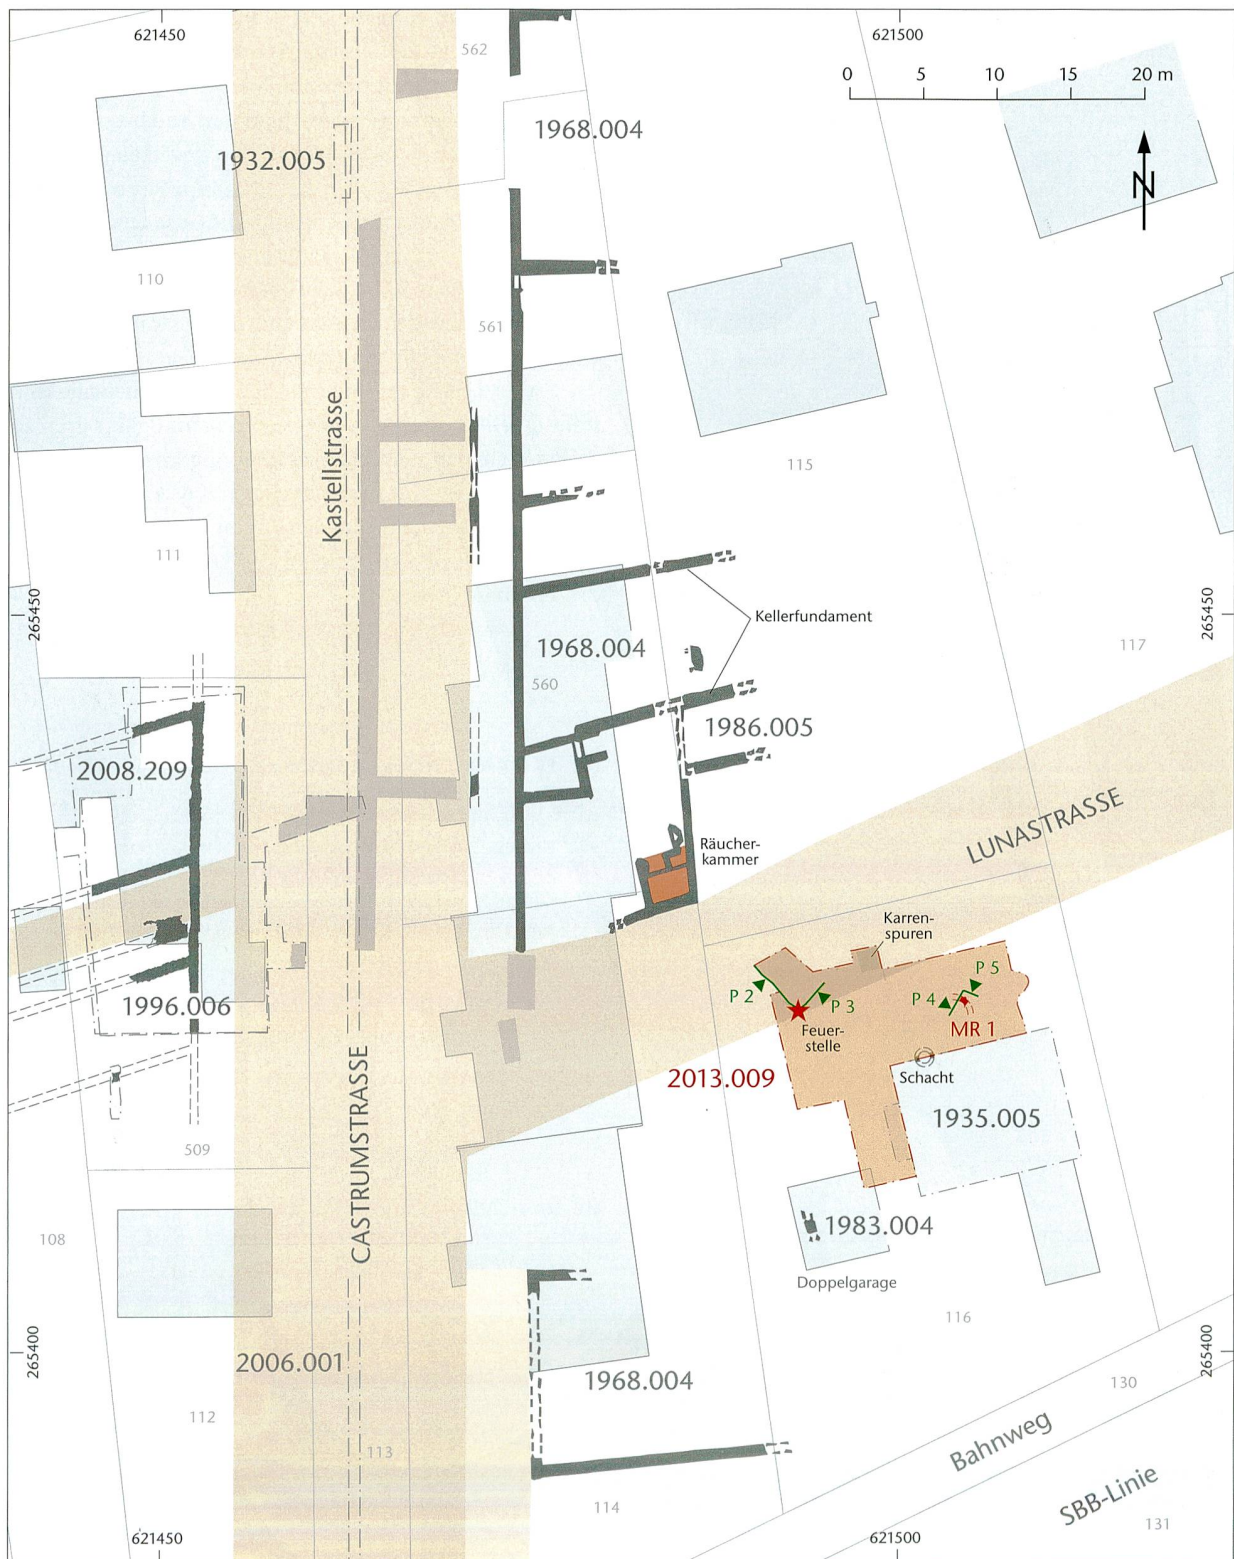 621450
621500
562
0 5 10 15 20 m
1968.004
1932.005
N
110
561
Kastellstrasse
115
111
265450
265450
Kellerfundament
117
1968.004
560
1986.005
2008.209
LUNASTRASSE
Räucher-
kammer
Karren-
spuren
P 5
P 2
P 3
P 4
1996.006
MR 1
Feuer-
stelle
2013.009
Schacht
1935.005
CASTRUMSTRASSE
509
108
1983.004
Doppelgarage
116
265400
265400
2006.001
1968.004
130
112
Bahnweg
113
SBB-Linie
114
131
621450
621500